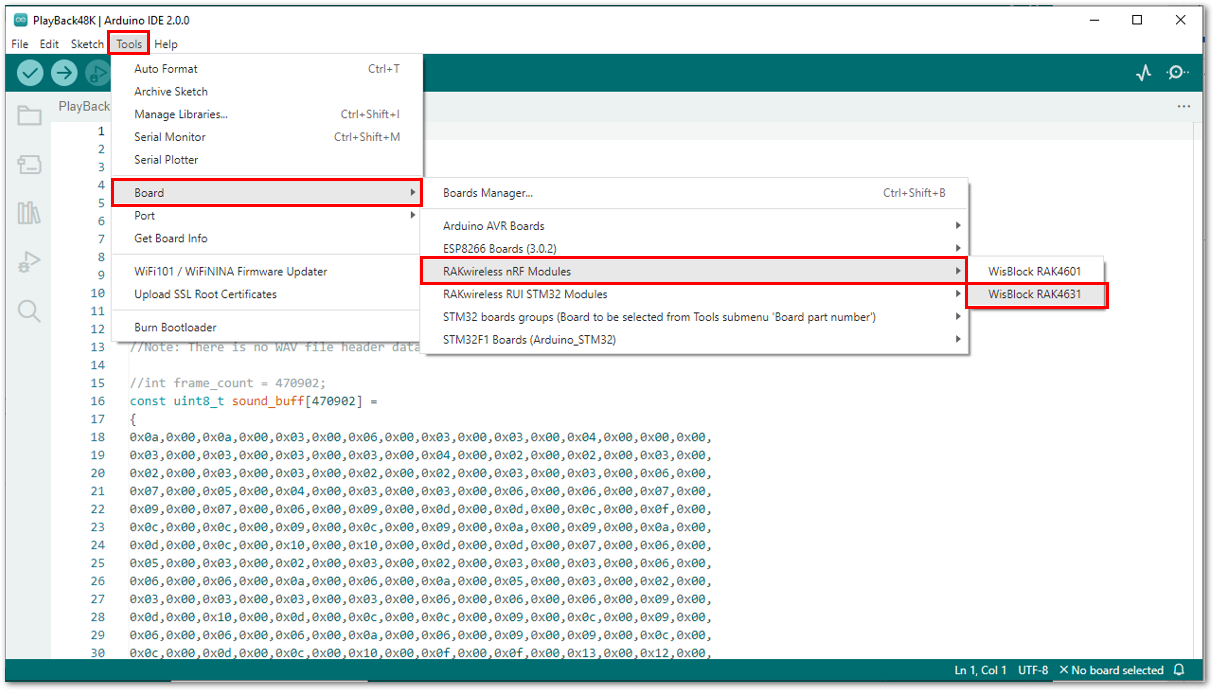 PlayBack48K | Arduino IDE 2.0.0
File Edit Sketch Tools Help
Auto Format Ctrl+T
Archive Sketch
Manage Libraries... Ctrl+Shift+I
Serial Monitor Ctrl+Shift+M
Serial Plotter
Board
Port
Get Board Info
WiFi101 / WiFiNINA Firmware Updater
Upload SSL Root Certificates
Burn Bootloader
Boards Manager... Ctrl+Shift+B
Arduino AVR Boards
ESP8266 Boards (3.0.2)
RAKwireless nRF Modules
RAKwireless RUI STM32 Modules
STM32 boards groups (Board to be selected from Tools submenu 'Board part number')
STM32F1 Boards (Arduino_STM32)
WisBlock RAK4601
WisBlock RAK4631
PlayBack
1
2
3
4
5
6
7
8
9
10
11
12
13 //Note: There is no WAV file header data
14
15 //int frame_count = 470902;
16 const uint8_t sound_buff[470902] =
17 {
18 0x0a,0x00,0x0a,0x00,0x03,0x00,0x06,0x00,0x03,0x00,0x03,0x00,0x04,0x00,0x00,0x00,
19 0x03,0x00,0x03,0x00,0x03,0x00,0x03,0x00,0x04,0x00,0x02,0x00,0x02,0x00,0x03,0x00,
20 0x02,0x00,0x03,0x00,0x03,0x00,0x02,0x00,0x02,0x00,0x03,0x00,0x03,0x00,0x06,0x00,
21 0x07,0x00,0x05,0x00,0x04,0x00,0x03,0x00,0x03,0x00,0x06,0x00,0x06,0x00,0x07,0x00,
22 0x09,0x00,0x07,0x00,0x06,0x00,0x09,0x00,0x0d,0x00,0x0d,0x00,0x0c,0x00,0x0f,0x00,
23 0x0c,0x00,0x0c,0x00,0x09,0x00,0x0c,0x00,0x09,0x00,0x0a,0x00,0x09,0x00,0x0a,0x00,
24 0x0d,0x00,0x0c,0x00,0x10,0x00,0x10,0x00,0x0d,0x00,0x0d,0x00,0x07,0x00,0x06,0x00,
25 0x05,0x00,0x03,0x00,0x02,0x00,0x03,0x00,0x02,0x00,0x03,0x00,0x03,0x00,0x06,0x00,
26 0x06,0x00,0x06,0x00,0x0a,0x00,0x06,0x00,0x0a,0x00,0x05,0x00,0x03,0x00,0x02,0x00,
27 0x03,0x00,0x03,0x00,0x03,0x00,0x03,0x00,0x06,0x00,0x06,0x00,0x06,0x00,0x09,0x00,
28 0x0d,0x00,0x10,0x00,0x0d,0x00,0x0c,0x00,0x0c,0x00,0x09,0x00,0x0c,0x00,0x09,0x00,
29 0x06,0x00,0x06,0x00,0x06,0x00,0x0a,0x00,0x06,0x00,0x09,0x00,0x09,0x00,0x0c,0x00,
30 0x0c,0x00,0x0d,0x00,0x0c,0x00,0x10,0x00,0x0f,0x00,0x0f,0x00,0x13,0x00,0x12,0x00,
Ln 1, Col 1 UTF-8 No board selected